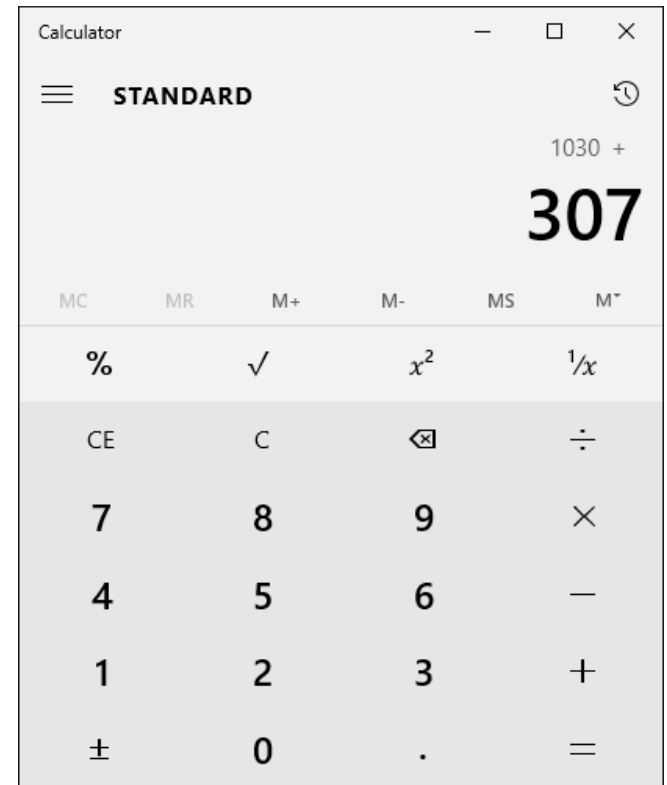 Calculator
STANDARD
1030 +
307
MC MR M+ M- MS M˅
% √ x² ¹/x
CE C ÷
7 8 9 ×
4 5 6 −
1 2 3 +
± 0 . =